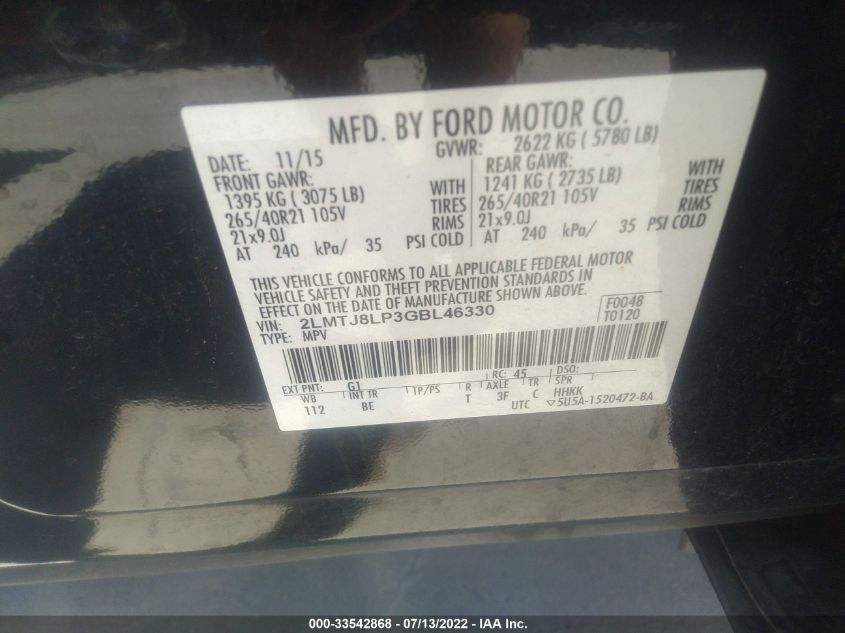 MFD. BY FORD MOTOR CO.
DATE: 11/15
GVWR: 2622 KG ( 5780 LB)
FRONT GAWR:
1395 KG ( 3075 LB) WITH
265/40R21 105V TIRES
21x9.0J RIMS
AT 240 kPa/ 35 PSI COLD
REAR GAWR: WITH
1241 KG ( 2735 LB) TIRES
265/40R21 105V RIMS
21x9.0J
AT 240 kPa/ 35 PSI COLD
THIS VEHICLE CONFORMS TO ALL APPLICABLE FEDERAL MOTOR
VEHICLE SAFETY AND THEFT PREVENTION STANDARDS IN
EFFECT ON THE DATE OF MANUFACTURE SHOWN ABOVE.
VIN: 2LMTJ8LP3GBL46330
TYPE: MPV
F0048
T0120
EXT PNT: G1 RC: 45 DSO:
WB INT TR TP/PS R AXLE TR SPR
112 BE T 3F C HHKK
UTC ▽5U5A-1520472-BA
000-33542868 - 07/13/2022 - IAA Inc.